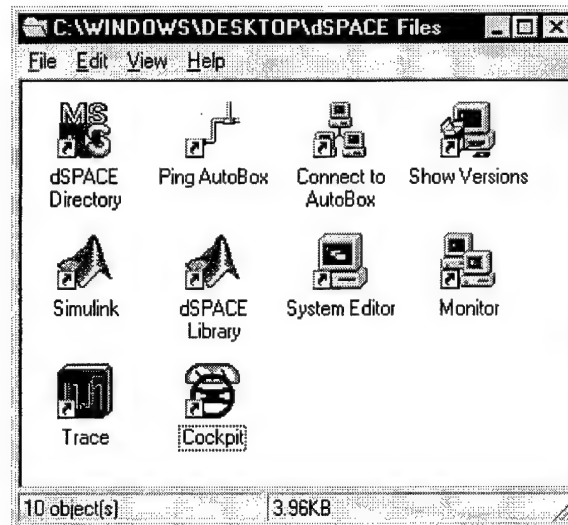 C:\WINDOWS\DESKTOP\dSPACE Files
File Edit View Help
MS
S
dSPACE
Directory
Ping AutoBox
Connect to
AutoBox
Show Versions
Simulink
dSPACE
Library
System Editor
Monitor
Trace
Cockpit
10 object(s)
3.96KB